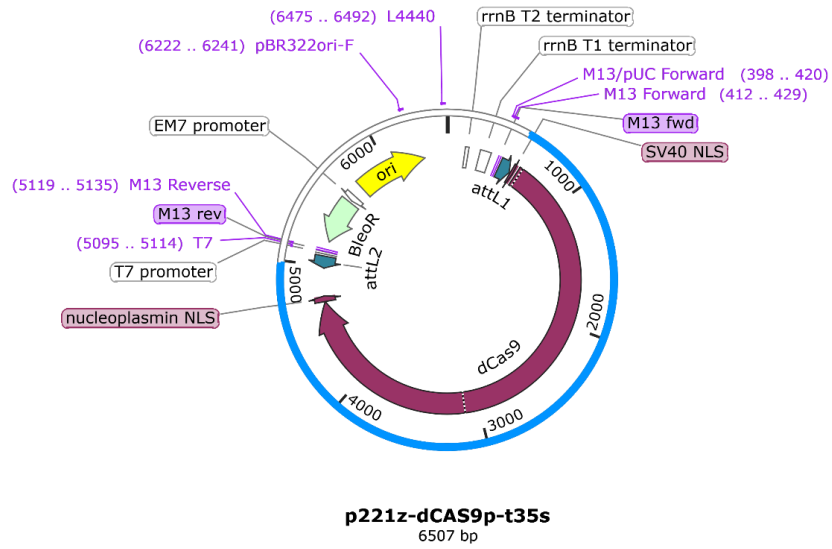 (6475 .. 6492) L4440
rrnB T2 terminator
(6222 .. 6241) pBR322ori-F
rrnB T1 terminator
M13/pUC Forward (398 .. 420)
M13 Forward (412 .. 429)
EM7 promoter
M13 fwd
SV40 NLS
6000
ori
attL1
1000
(5119 .. 5135) M13 Reverse
M13 rev
BleoR
(5095 .. 5114) T7
attL2
T7 promoter
5000
nucleoplasmin NLS
2000
dCas9
4000
3000
p221z-dCAS9p-t35s
6507 bp